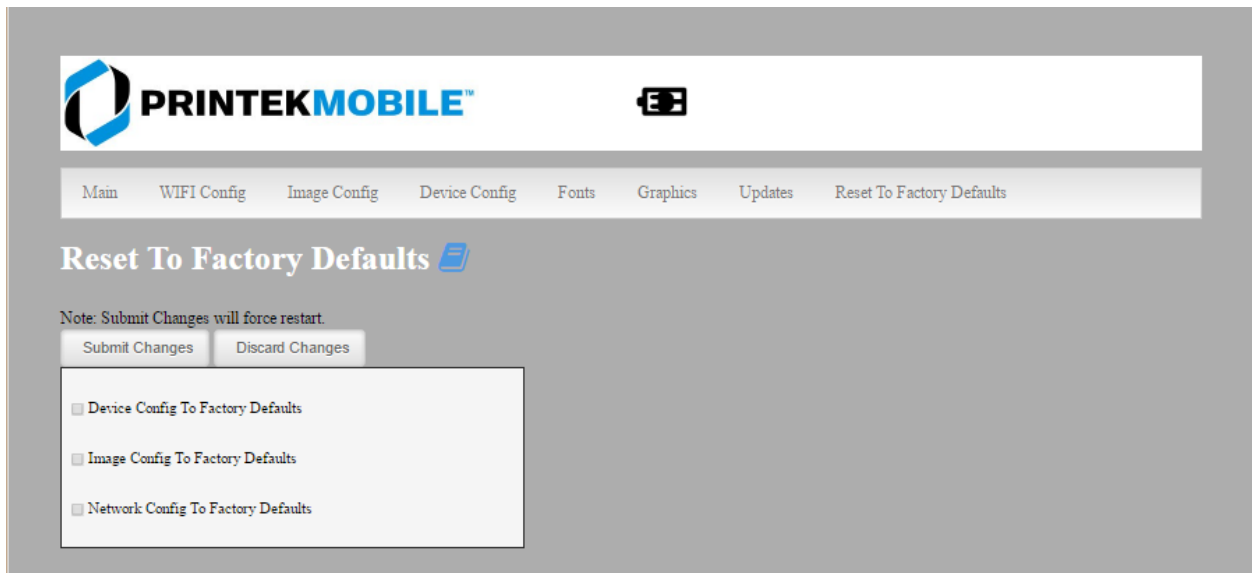 PRINTEKMOBILE™
Main WIFI Config Image Config Device Config Fonts Graphics Updates Reset To Factory Defaults
Reset To Factory Defaults
Note: Submit Changes will force restart.
Submit Changes Discard Changes
Device Config To Factory Defaults
Image Config To Factory Defaults
Network Config To Factory Defaults